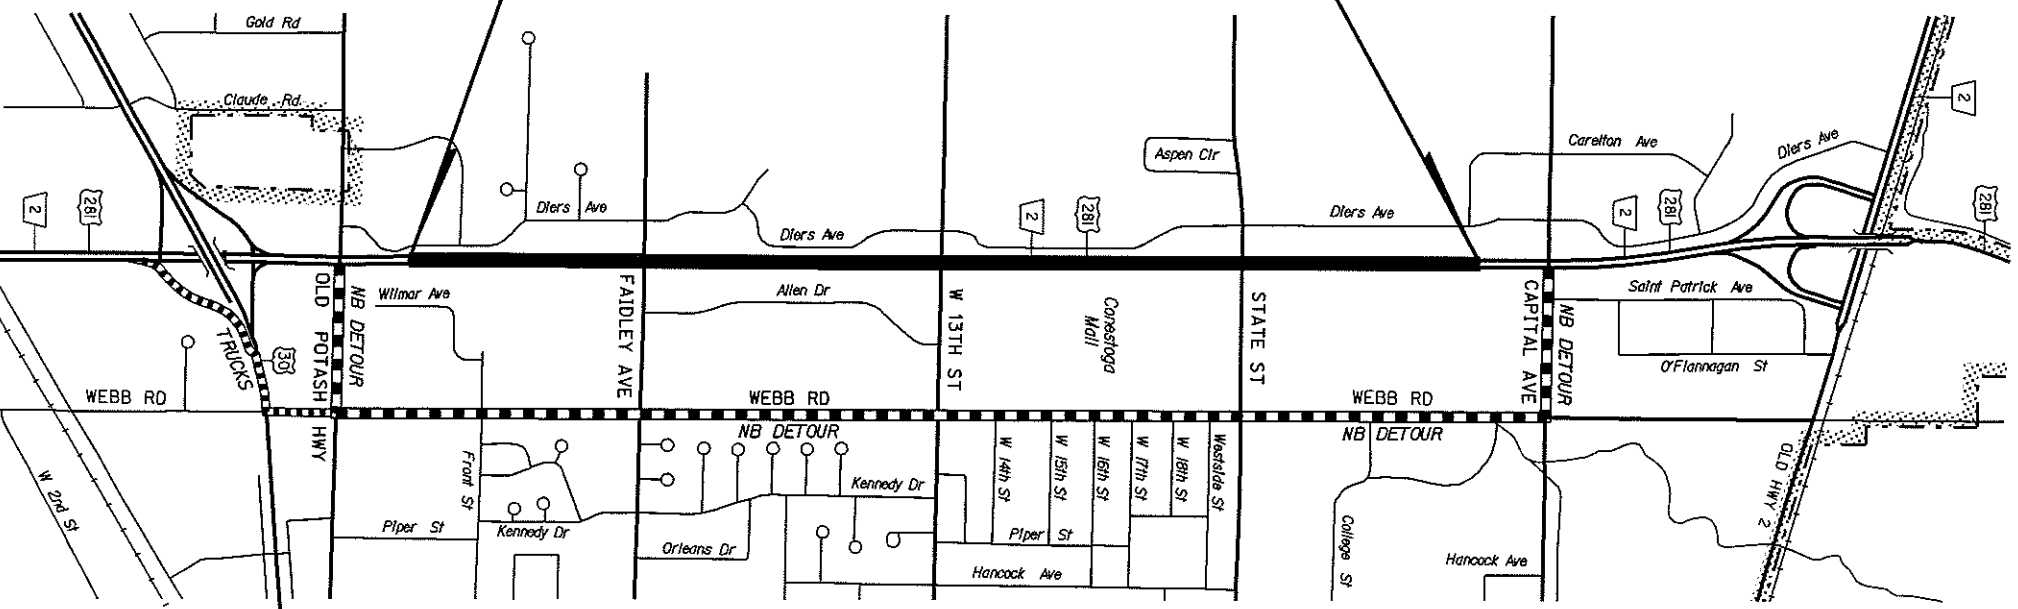 Gold Rd
Claude Rd
2
281
TRUCKS
30
WEBB RD
W 2nd St
OLD POTASH HWY
NB DETOUR
Wilmar Ave
Front St
Piper St
Kennedy Dr
Diers Ave
FAIDLEY AVE
Diers Ave
Allen Dr
WEBB RD
NB DETOUR
Kennedy Dr
Orleans Dr
W 13TH ST
2
281
Conestoga
Mall
W 14th St
W 15th St
W 16th St
W 17th St
W 18th St
Westside St
Piper St
Hancock Ave
Aspen Cir
STATE ST
Diers Ave
WEBB RD
NB DETOUR
College St
Hancock Ave
CAPITAL AVE
NB DETOUR
Carelton Ave
Diers Ave
2
281
Saint Patrick Ave
O'Flannagan St
OLD HWY 2
2
281